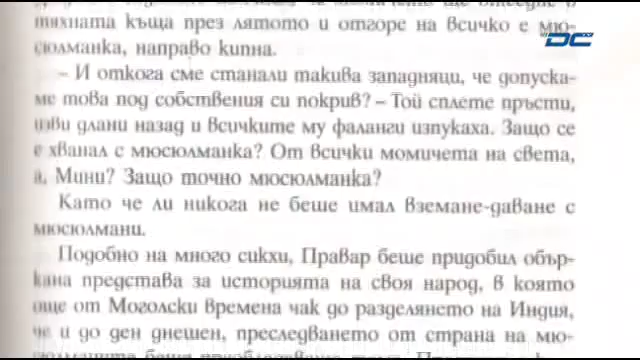 тяхната къща през лятото и отгоре на всичко е мю-
сюлманка, направо кипна.
DC
– И откога сме станали такива западняци, че допуска-
ме това под собствения си покрив? – Той сплете пръсти,
изви длани назад и всичките му фаланги изпукаха. Защо се
е хванал с мюсюлманка? От всички момичета на света,
а, Мини? Защо точно мюсюлманка?
Като че ли никога не беше имал вземане-даване с
мюсюлмани.
Подобно на много сикхи, Правар беше придобил обър-
кана представа за историята на своя народ, в която
още от Моголски времена чак до разделянето на Индия,
че и до ден днешен, преследването от страна на мю-